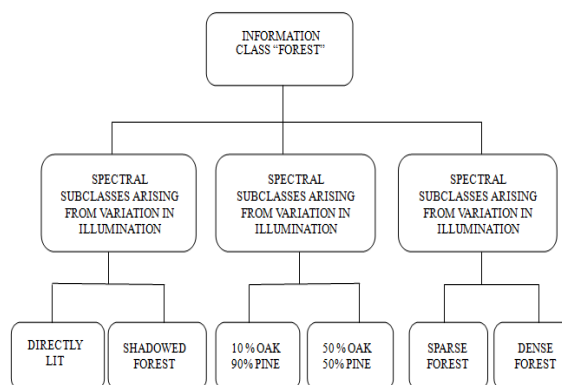 INFORMATION
CLASS “FOREST”
SPECTRAL
SUBCLASSES ARISING
FROM VARIATION IN
ILLUMINATION
SPECTRAL
SUBCLASSES ARISING
FROM VARIATION IN
ILLUMINATION
SPECTRAL
SUBCLASSES ARISING
FROM VARIATION IN
ILLUMINATION
DIRECTLY
LIT
SHADOWED
FOREST
10 % OAK
90% PINE
50 % OAK
50% PINE
SPARSE
FOREST
DENSE
FOREST